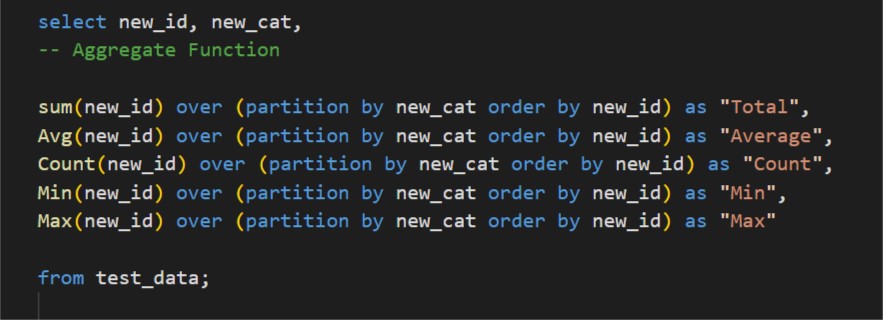 select new_id, new_cat,
-- Aggregate Function
sum(new_id) over (partition by new_cat order by new_id) as "Total",
Avg(new_id) over (partition by new_cat order by new_id) as "Average",
Count(new_id) over (partition by new_cat order by new_id) as "Count",
Min(new_id) over (partition by new_cat order by new_id) as "Min",
Max(new_id) over (partition by new_cat order by new_id) as "Max"
from test_data;